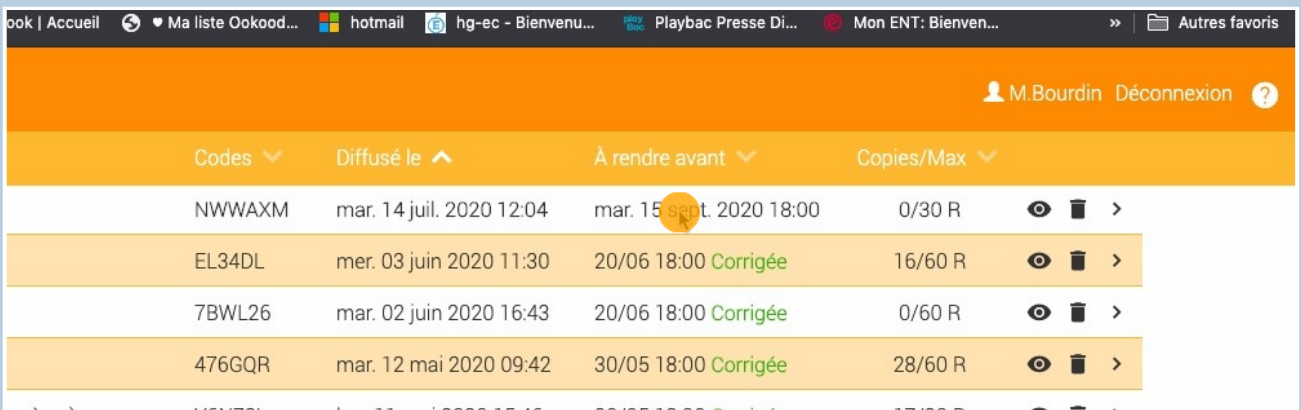 ook | Accueil ♥ Ma liste Ookood... hotmail hg-ec - Bienvenu... play Bac Playbac Presse Di... Mon ENT: Bienven... » Autres favoris
M.Bourdin Déconnexion ?
Codes Diffusé le À rendre avant Copies/Max
NWWAXM mar. 14 juil. 2020 12:04 mar. 15 sept. 2020 18:00 0/30 R
EL34DL mer. 03 juin 2020 11:30 20/06 18:00 Corrigée 16/60 R
7BWL26 mar. 02 juin 2020 16:43 20/06 18:00 Corrigée 0/60 R
476GQR mar. 12 mai 2020 09:42 30/05 18:00 Corrigée 28/60 R